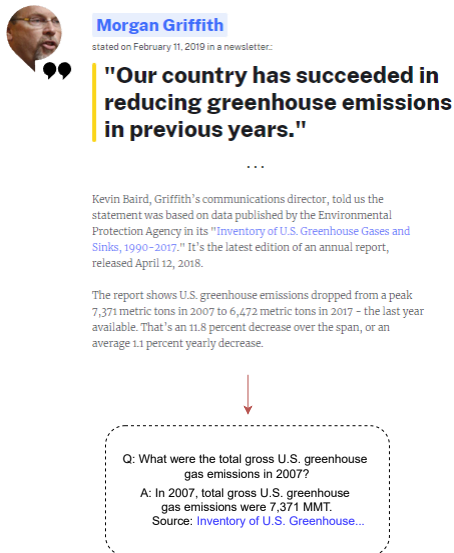 Morgan Griffith
stated on February 11, 2019 in a newsletter.:
"Our country has succeeded in
reducing greenhouse emissions
in previous years."
...
Kevin Baird, Griffith's communications director, told us the
statement was based on data published by the Environmental
Protection Agency in its "Inventory of U.S. Greenhouse Gases and
Sinks, 1990-2017." It's the latest edition of an annual report,
released April 12, 2018.
The report shows U.S. greenhouse emissions dropped from a peak
7,371 metric tons in 2007 to 6,472 metric tons in 2017 - the last year
available. That's an 11.8 percent decrease over the span, or an
average 1.1 percent yearly decrease.
Q: What were the total gross U.S. greenhouse
gas emissions in 2007?
A: In 2007, total gross U.S. greenhouse
gas emissions were 7,371 MMT.
Source: Inventory of U.S. Greenhouse...